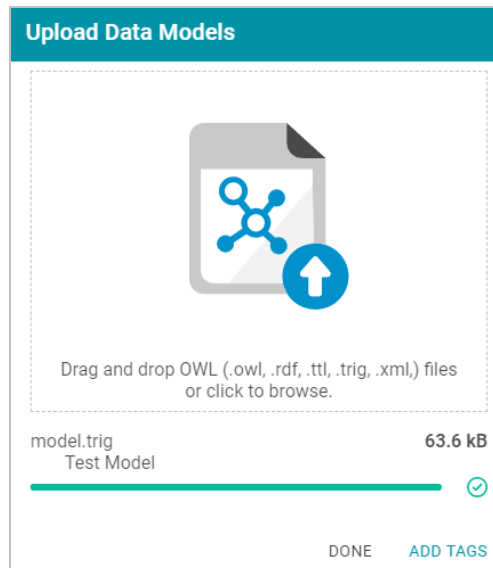 Upload Data Models
Drag and drop OWL (.owl, .rdf, .ttl, .trig, .xml,) files
or click to browse.
model.trig 63.6 kB
Test Model
DONE ADD TAGS